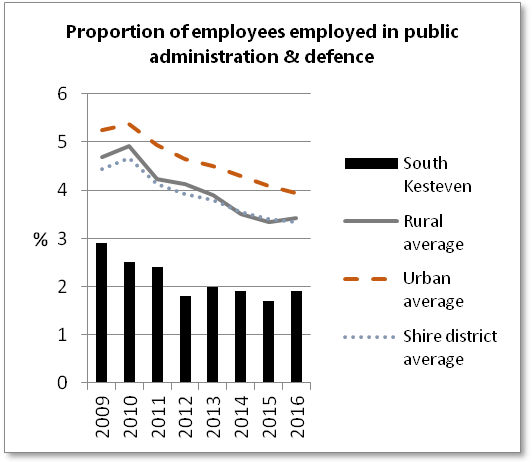 Proportion of employees employed in public
administration & defence
6
5
4
3
2
1
0
%
2009
2010
2011
2012
2013
2014
2015
2016
South
Kesteven
Rural
average
Urban
average
Shire district
average